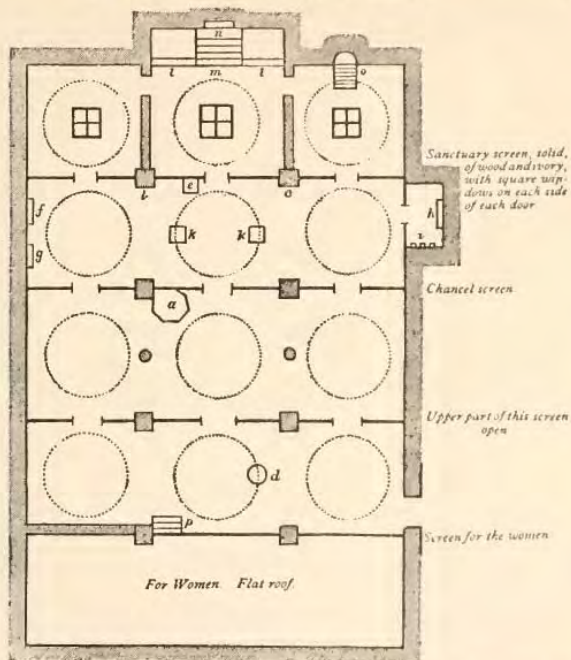 n
l m l o
Sanctuary screen, solid,
of wood and ivory,
with square win-
dows on each side
of each door
b e c
f
h
k k
g
i
Chancel screen.
a
Upper part of this screen
open
d
p
Screen for the women
For Women. Flat roof.